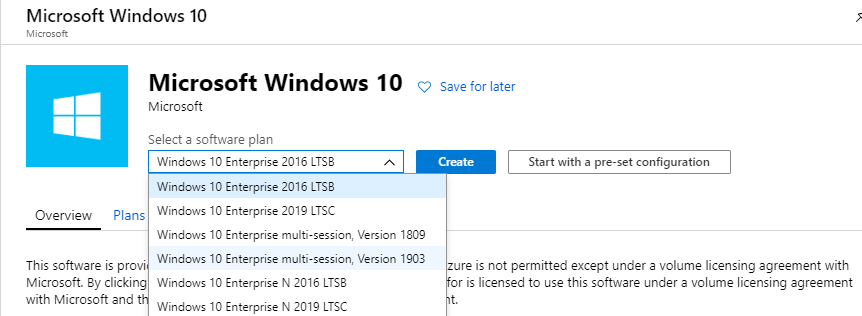 Microsoft Windows 10
Microsoft
Microsoft Windows 10
Save for later
Microsoft
Select a software plan
Windows 10 Enterprise 2016 LTSB
Create
Start with a pre-set configuration
Windows 10 Enterprise 2016 LTSB
Windows 10 Enterprise 2019 LTSC
Overview
Plans
Windows 10 Enterprise multi-session, Version 1809
Windows 10 Enterprise multi-session, Version 1903
This software is provi
zure is not permitted except under a volume licensing agreement with
Microsoft. By clicking
Windows 10 Enterprise N 2016 LTSB
for is licensed to use this software under a volume licensing agreement
with Microsoft and th
Windows 10 Enterprise N 2019 LTSC
nt.